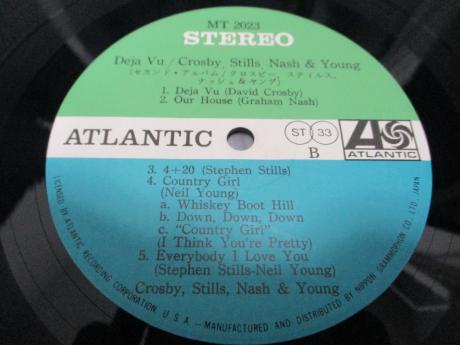 MT 2023
STEREO
Deja Vu / Crosby, Stills, Nash & Young
(セカンド・アルバム/クロスビー, スティルス,
ナッシュ&ヤング)
1. Deja Vu (David Crosby)
2. Our House (Graham Nash)
ATLANTIC
ST 33
B
ATLANTIC
3. 4+20 (Stephen Stills)
4. Country Girl
(Neil Young)
a. Whiskey Boot Hill
b. Down, Down, Down
c. "Country Girl"
(I Think You're Pretty)
5. Everybody I Love You
(Stephen Stills-Neil Young)
Crosby, Stills, Nash & Young
LICENSED BY ATLANTIC RECORDING CORPORATION, U.S.A.—MANUFACTURED AND DISTRIBUTED BY NIPPON GRAMMOPHON CO., LTD. JAPAN